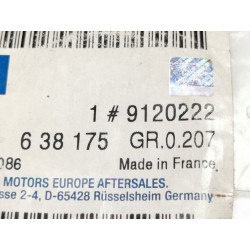 1 # 9120222
6 38 175 GR.0.207
086 Made in France
MOTORS EUROPE AFTERSALES.
sse 2-4, D-65428 Rüsselsheim Germany